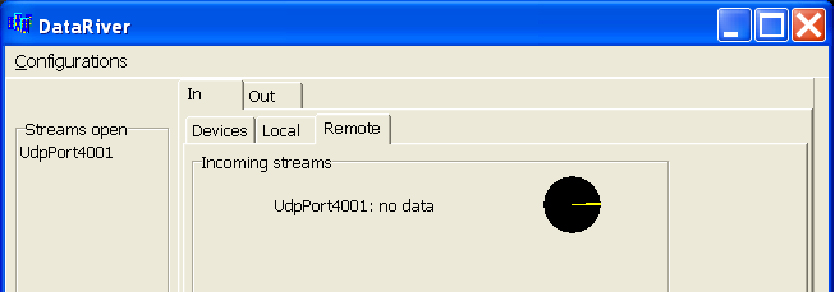 DataRiver
Configurations
In
Out
Devices
Local
Remote
Streams open
UdpPort4001
Incoming streams
UdpPort4001: no data